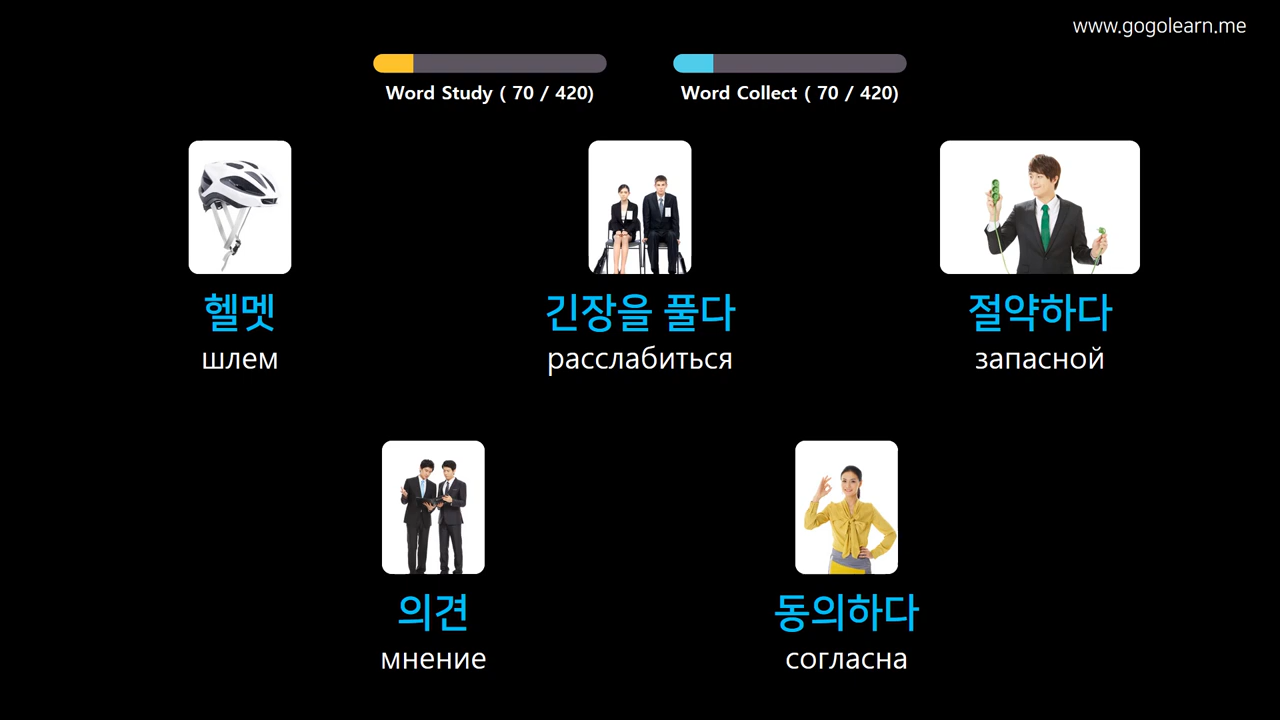 www.gogolearn.me
Word Study ( 70 / 420)
Word Collect ( 70 / 420)
헬멧
шлем
긴장을 풀다
расслабиться
절약하다
запасной
의견
мнение
동의하다
согласна